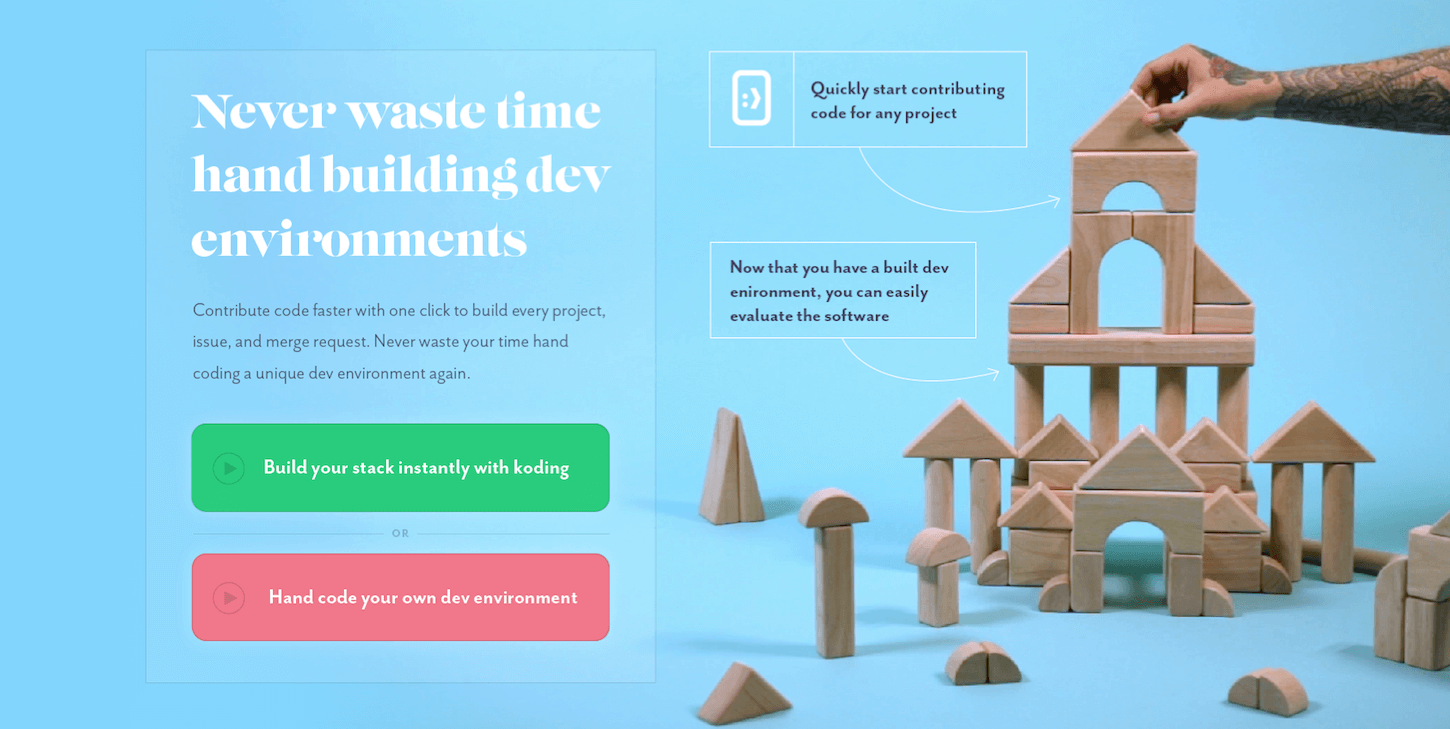 Never waste time
hand building dev
environments
Contribute code faster with one click to build every project,
issue, and merge request. Never waste your time hand
coding a unique dev environment again.
Build your stack instantly with koding
OR
Hand code your own dev environment
:❯
Quickly start contributing
code for any project
Now that you have a built dev
enironment, you can easily
evaluate the software